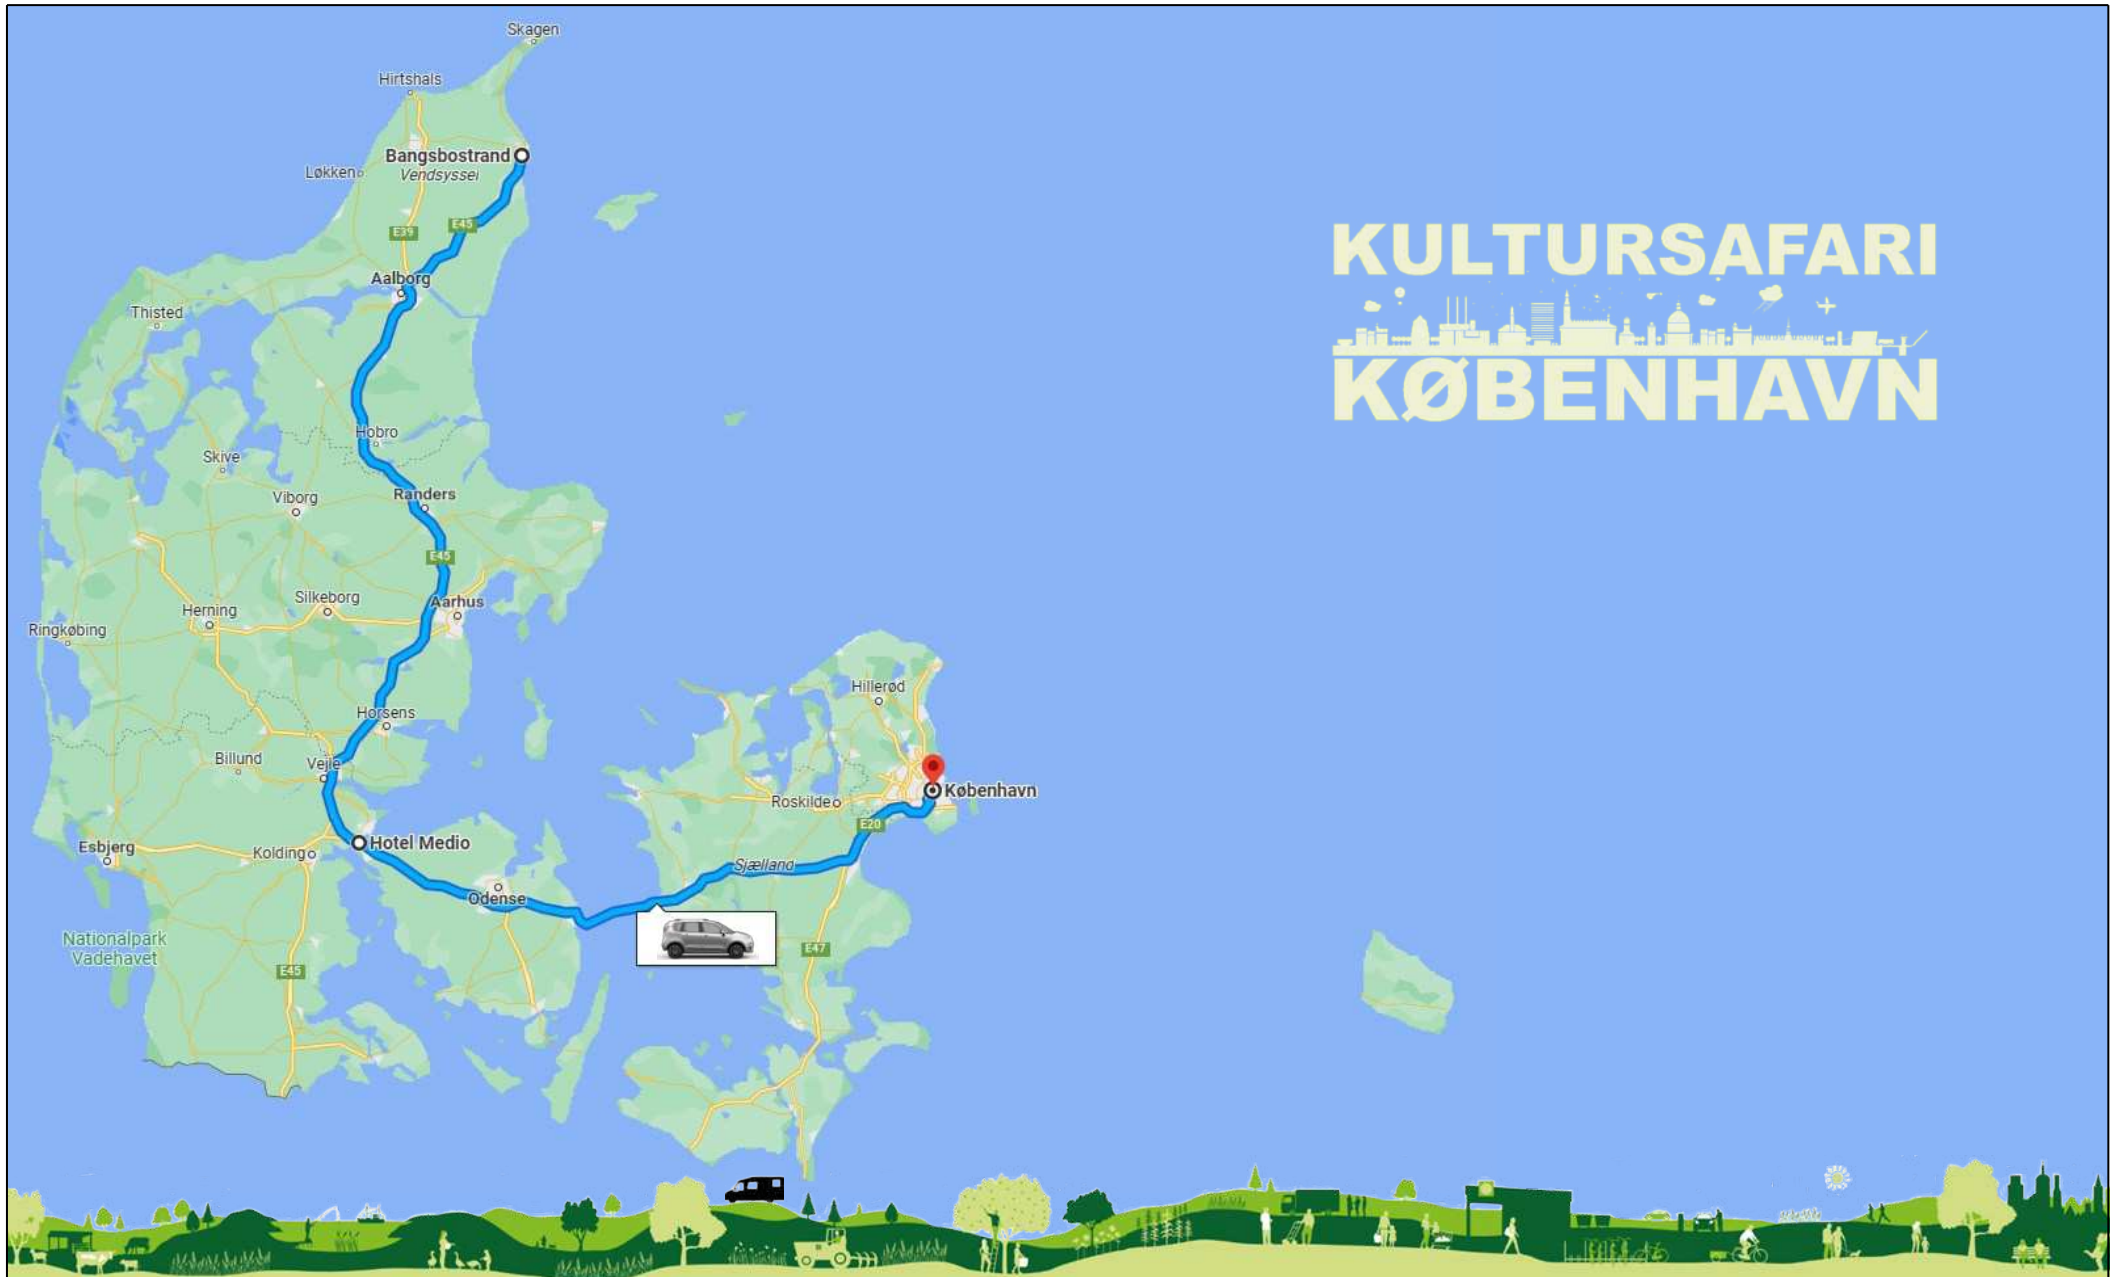 Skagen
Hirtshals
Bangsbostrand
Vendsyssel
Løkken
E45
E39
KULTURSAFARI
KØBENHAVN
Aalborg
Thisted
Hobro
Skive
Viborg
Randers
E45
Silkeborg
Aarhus
Herning
Ringkøbing
Hillerød
Horsens
Billund
Vejle
København
Roskilde
E20
Hotel Medio
Esbjerg
Kolding
Sjælland
Odense
Nationalpark
Vadehavet
E47
E45